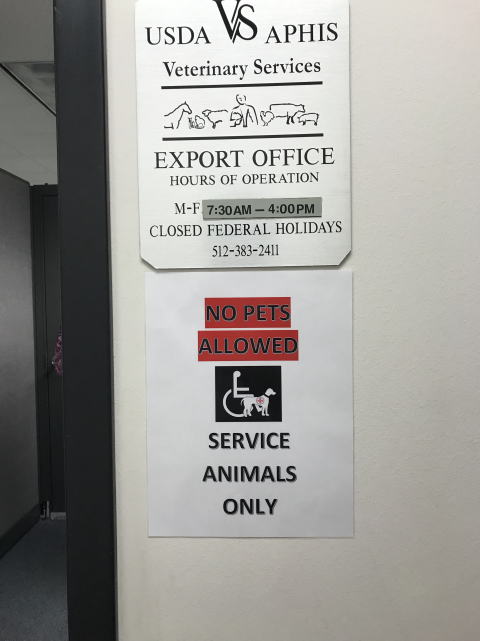 USDA VS APHIS
Veterinary Services
EXPORT OFFICE
HOURS OF OPERATION
M-F 7:30AM – 4:00PM
CLOSED FEDERAL HOLIDAYS
512-383-2411
NO PETS
ALLOWED
SERVICE
ANIMALS
ONLY